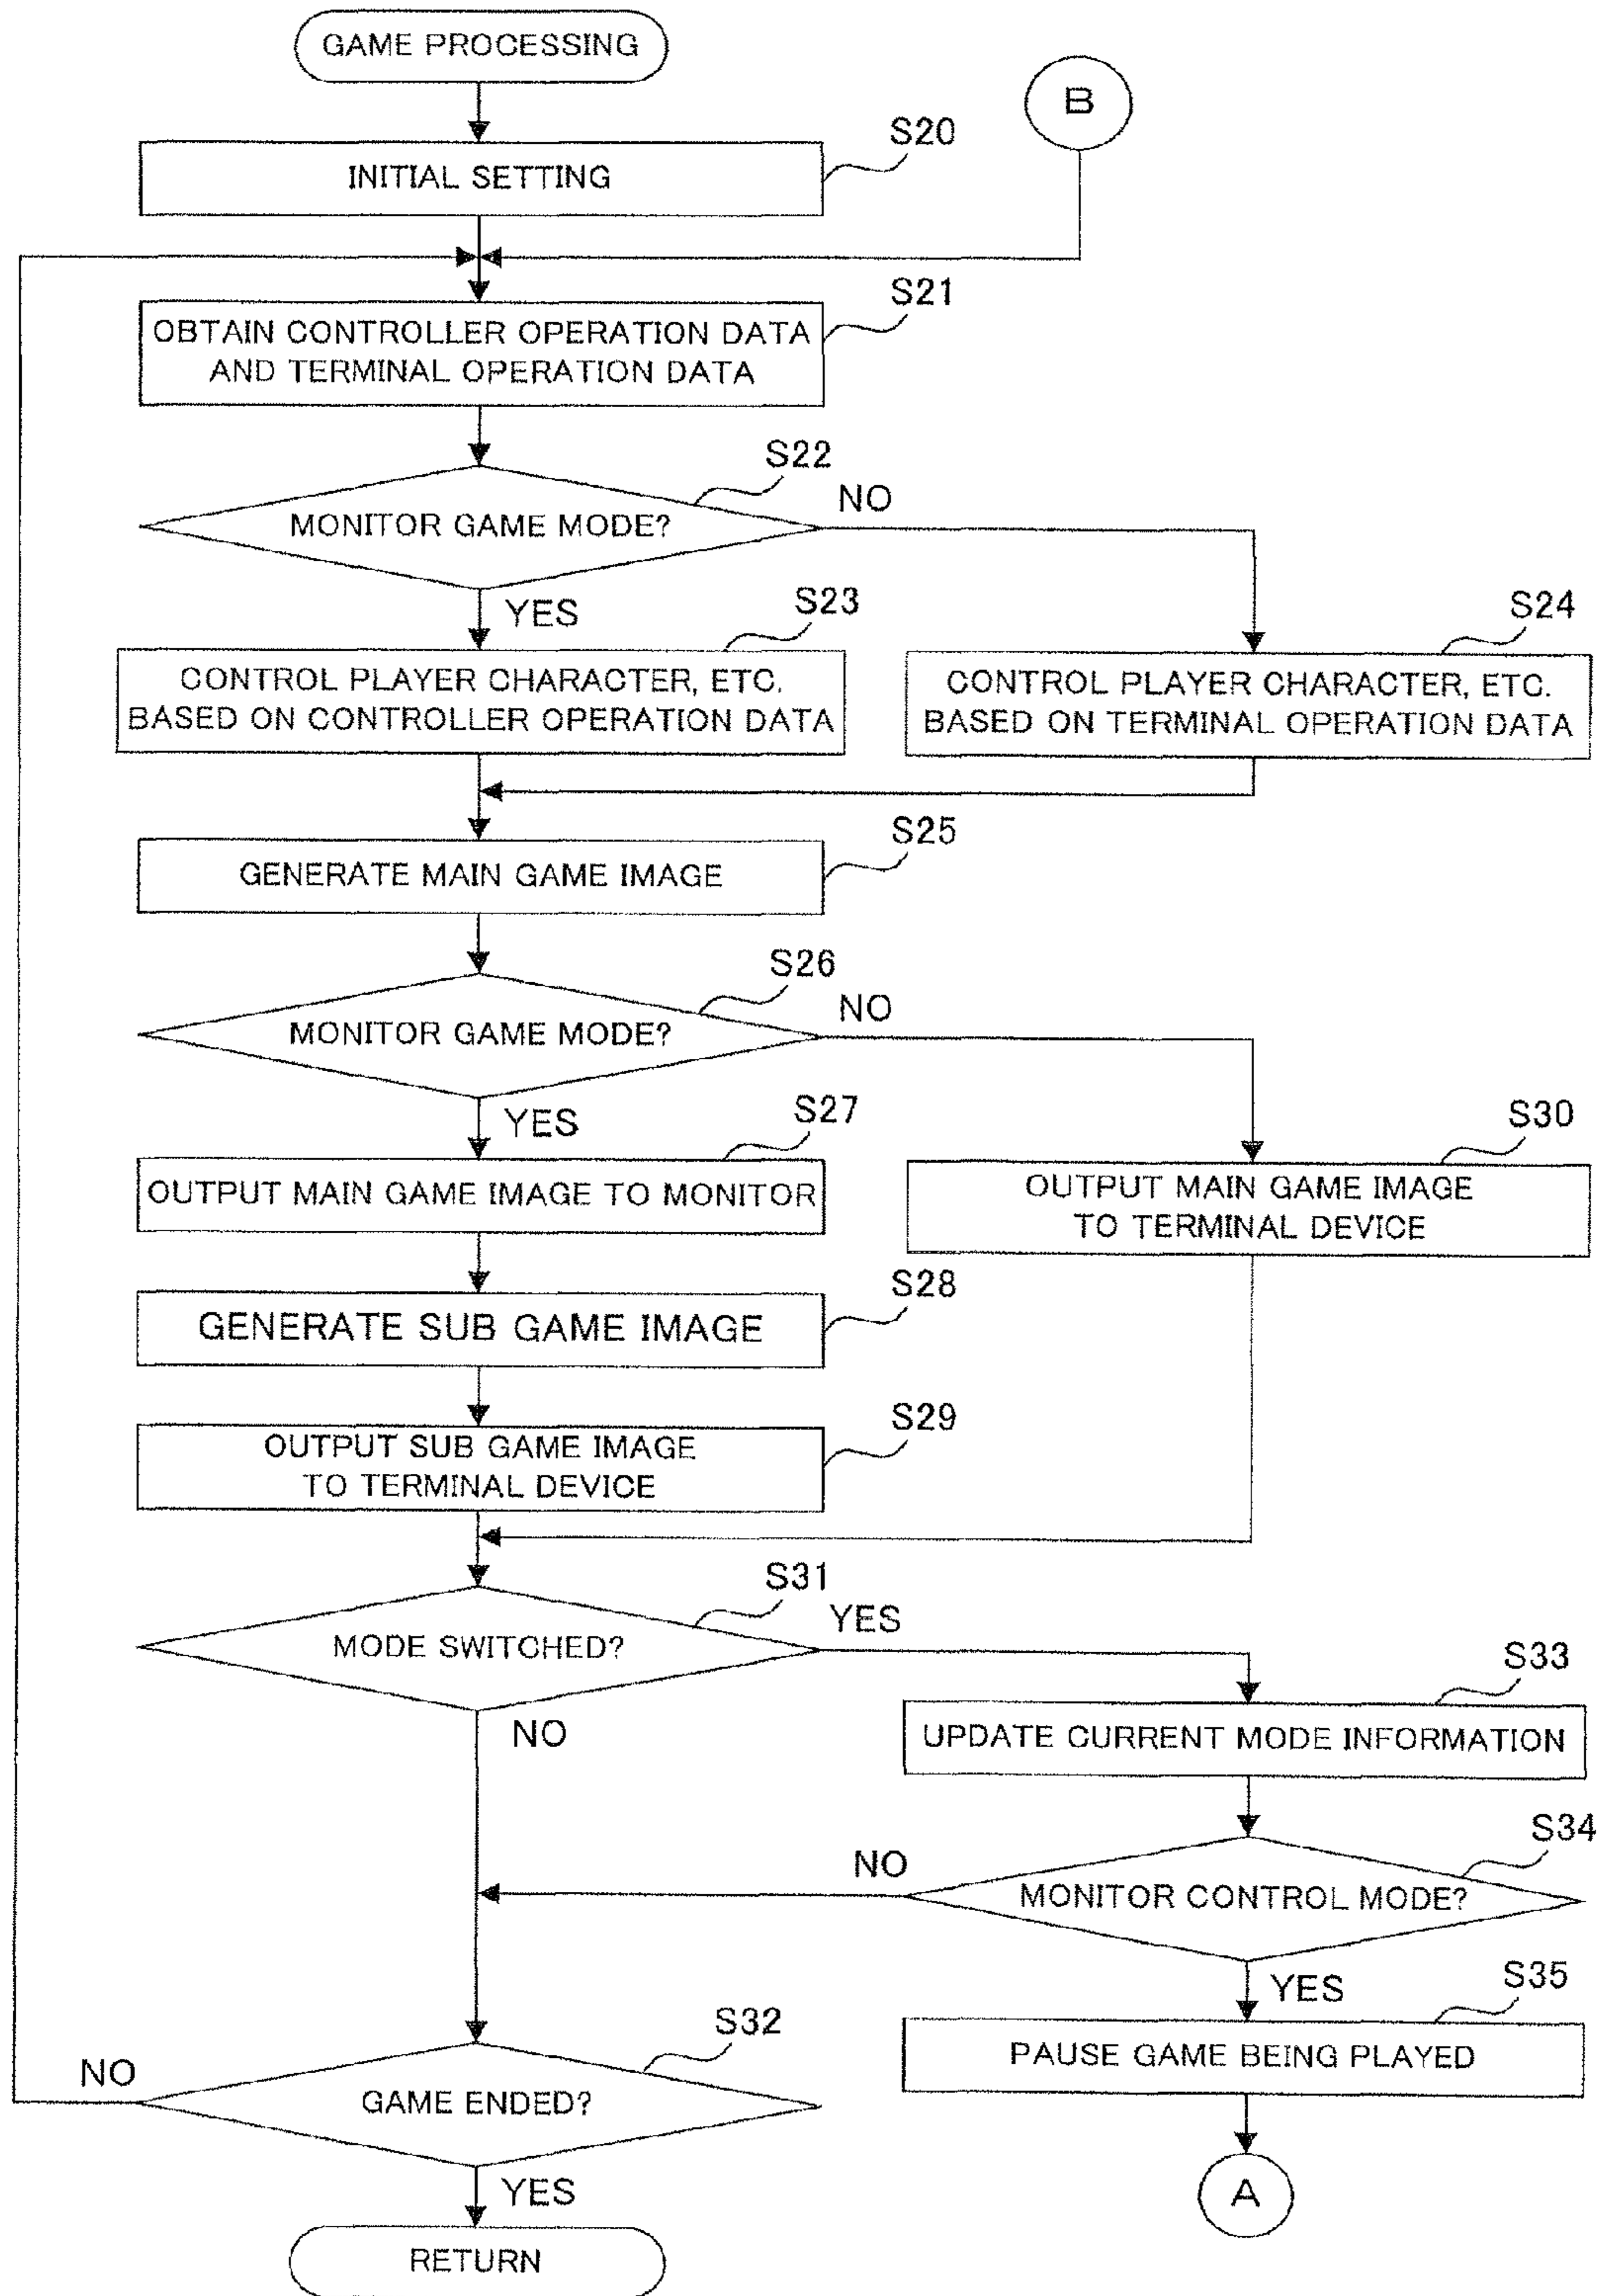 GAME PROCESSING
B
S20
INITIAL SETTING
S21
OBTAIN CONTROLLER OPERATION DATA
AND TERMINAL OPERATION DATA
S22
MONITOR GAME MODE?
NO
YES
S23
CONTROL PLAYER CHARACTER, ETC.
BASED ON CONTROLLER OPERATION DATA
S24
CONTROL PLAYER CHARACTER, ETC.
BASED ON TERMINAL OPERATION DATA
S25
GENERATE MAIN GAME IMAGE
S26
MONITOR GAME MODE?
NO
YES
S27
OUTPUT MAIN GAME IMAGE TO MONITOR
S30
OUTPUT MAIN GAME IMAGE
TO TERMINAL DEVICE
S28
GENERATE SUB GAME IMAGE
S29
OUTPUT SUB GAME IMAGE
TO TERMINAL DEVICE
S31
MODE SWITCHED?
YES
NO
S33
UPDATE CURRENT MODE INFORMATION
S34
MONITOR CONTROL MODE?
NO
YES
S35
PAUSE GAME BEING PLAYED
A
S32
GAME ENDED?
NO
YES
RETURN